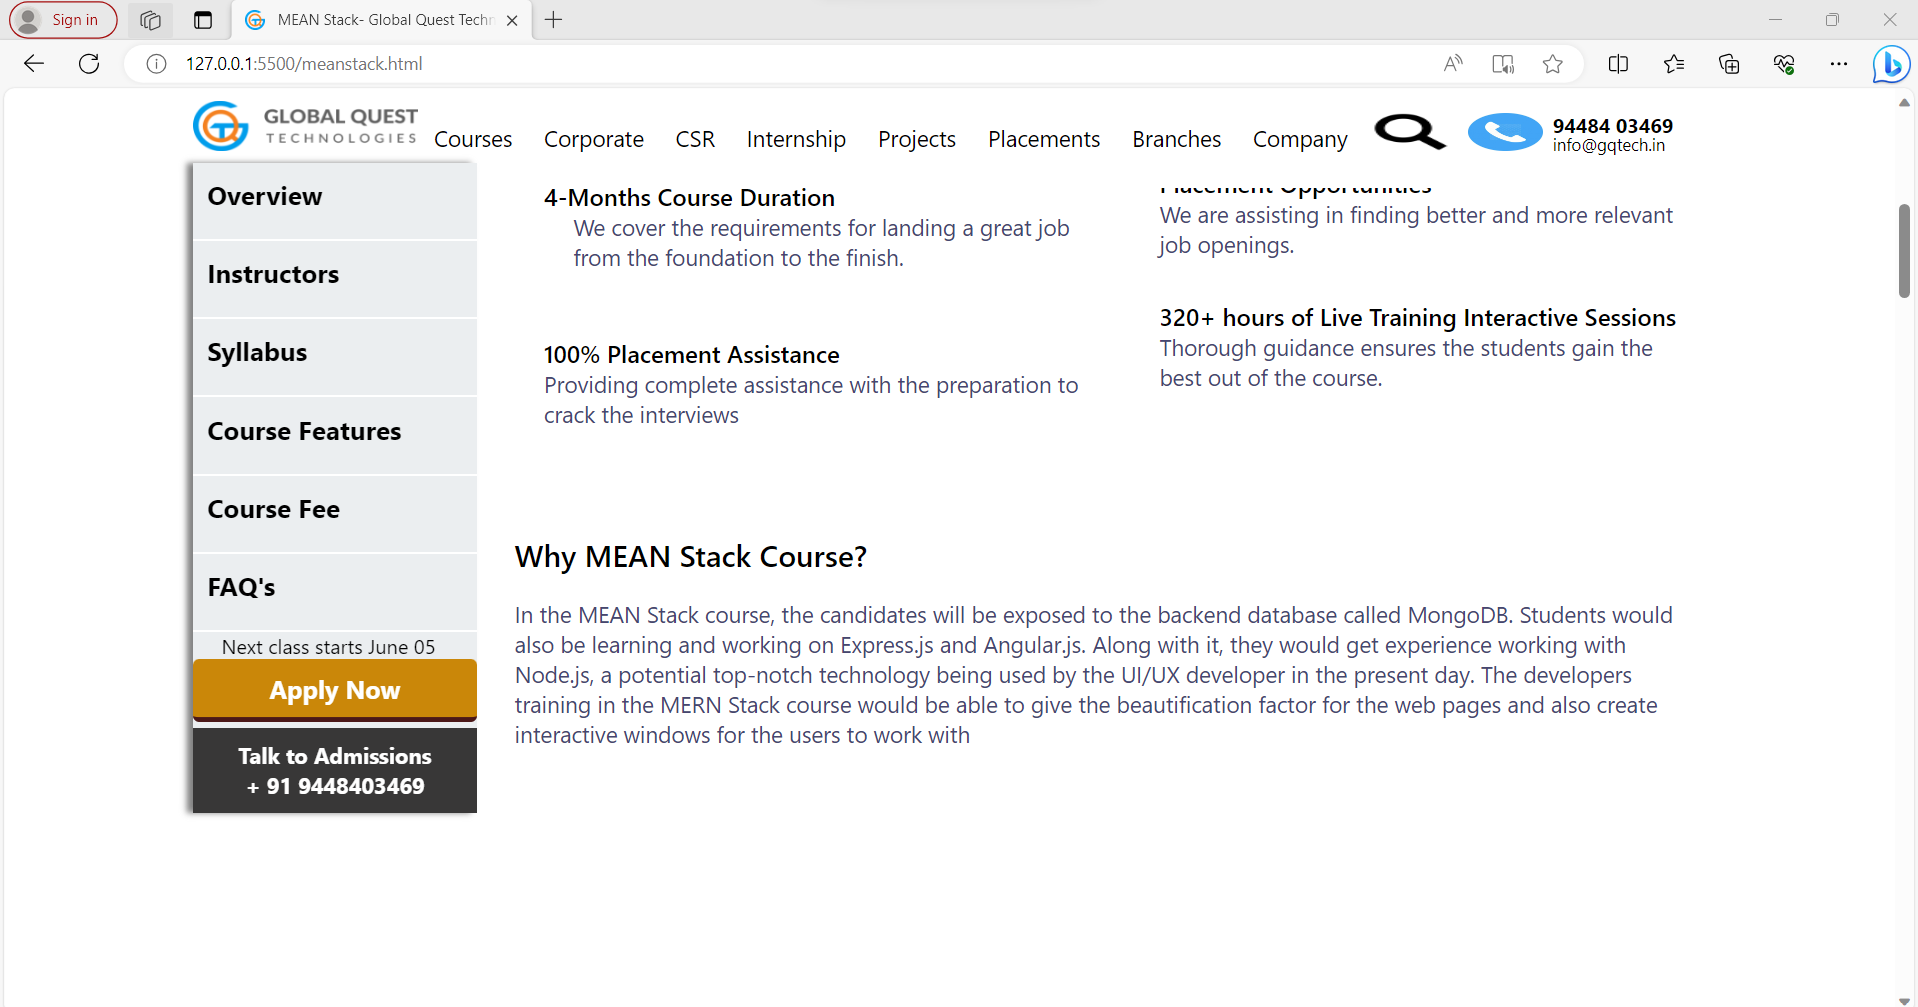 Sign in
MEAN Stack- Global Quest Techn
127.0.0.1:5500/meanstack.html
GLOBAL QUEST
TECHNOLOGIES
Courses Corporate CSR Internship Projects Placements Branches Company
94484 03469
info@gqtech.in
Overview
Instructors
Syllabus
Course Features
Course Fee
FAQ's
Next class starts June 05
Apply Now
Talk to Admissions
+ 91 9448403469
4-Months Course Duration
We cover the requirements for landing a great job
from the foundation to the finish.
100% Placement Assistance
Providing complete assistance with the preparation to
crack the interviews
Placement Opportunities
We are assisting in finding better and more relevant
job openings.
320+ hours of Live Training Interactive Sessions
Thorough guidance ensures the students gain the
best out of the course.
Why MEAN Stack Course?
In the MEAN Stack course, the candidates will be exposed to the backend database called MongoDB. Students would
also be learning and working on Express.js and Angular.js. Along with it, they would get experience working with
Node.js, a potential top-notch technology being used by the UI/UX developer in the present day. The developers
training in the MERN Stack course would be able to give the beautification factor for the web pages and also create
interactive windows for the users to work with